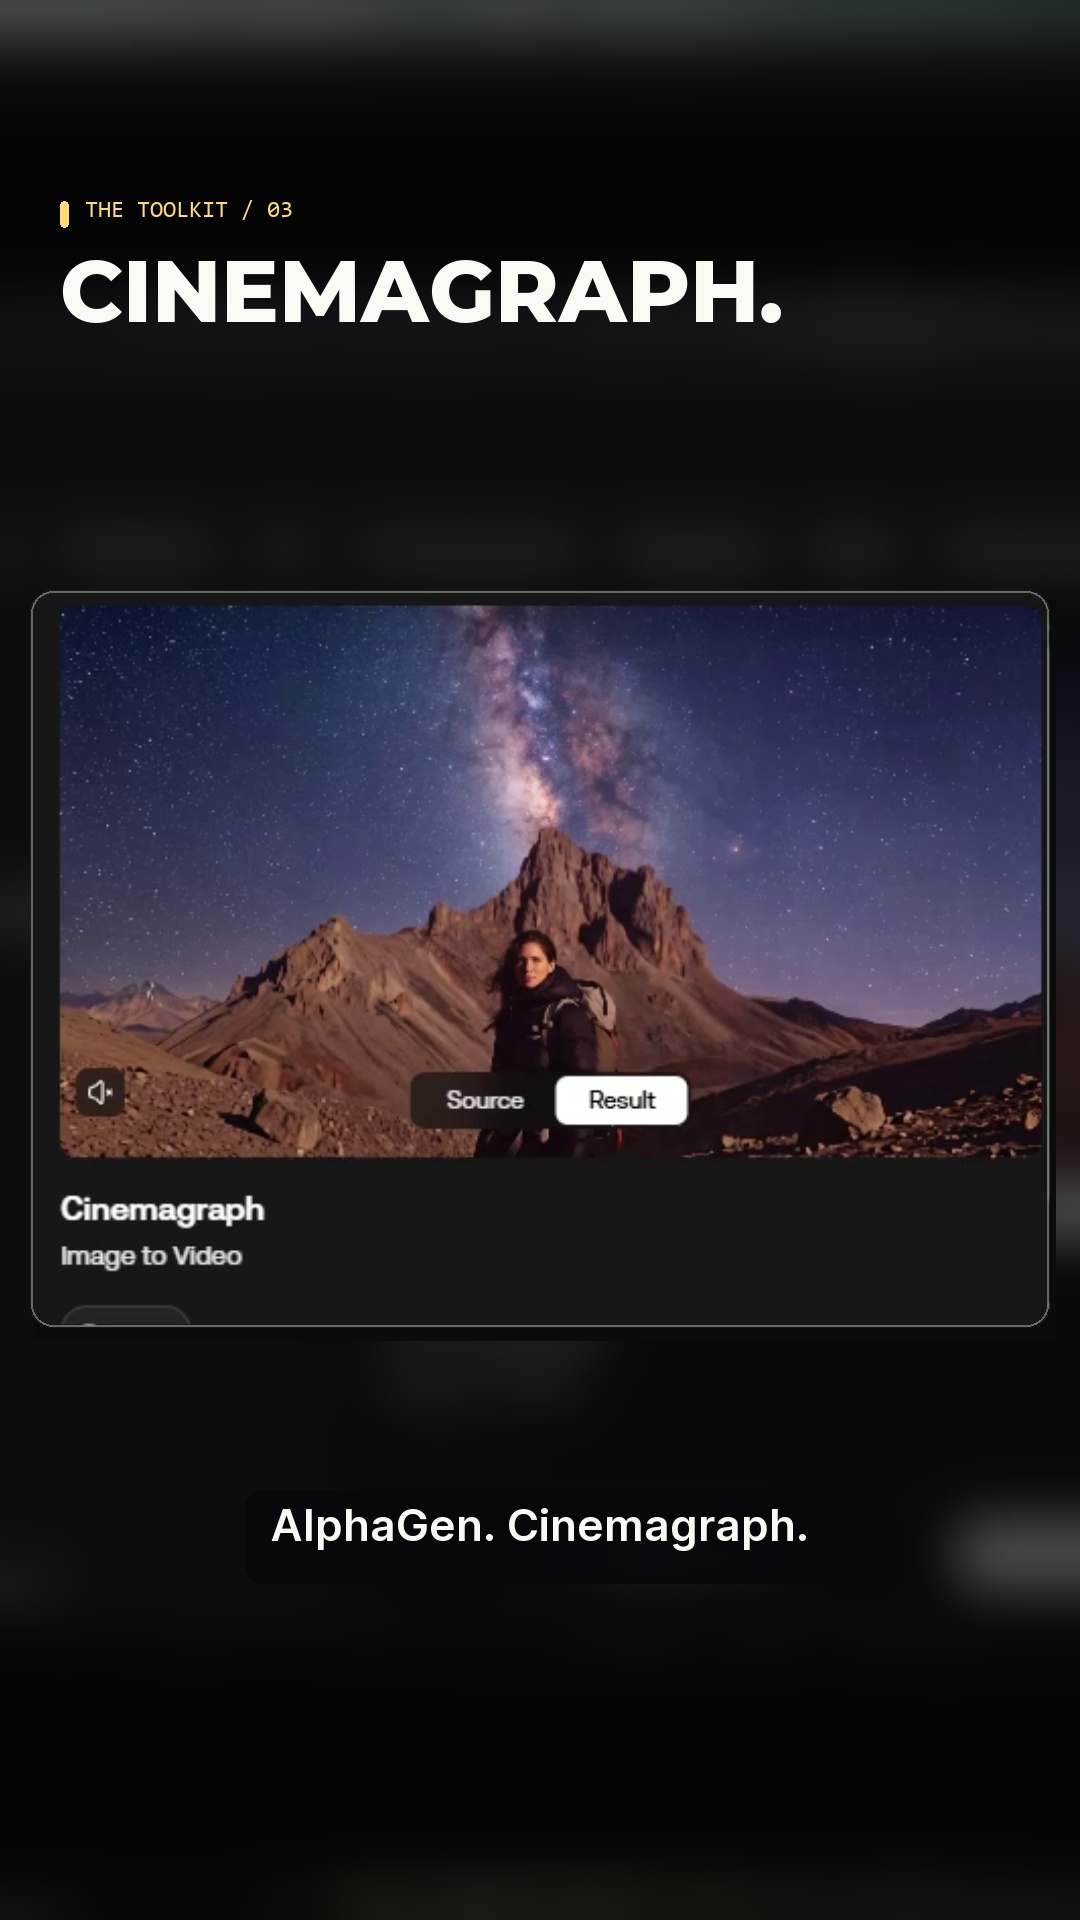 THE TOOLKIT / 03
CINEMAGRAPH.
Source Result
Cinemagraph
Image to Video
AlphaGen. Cinemagraph.